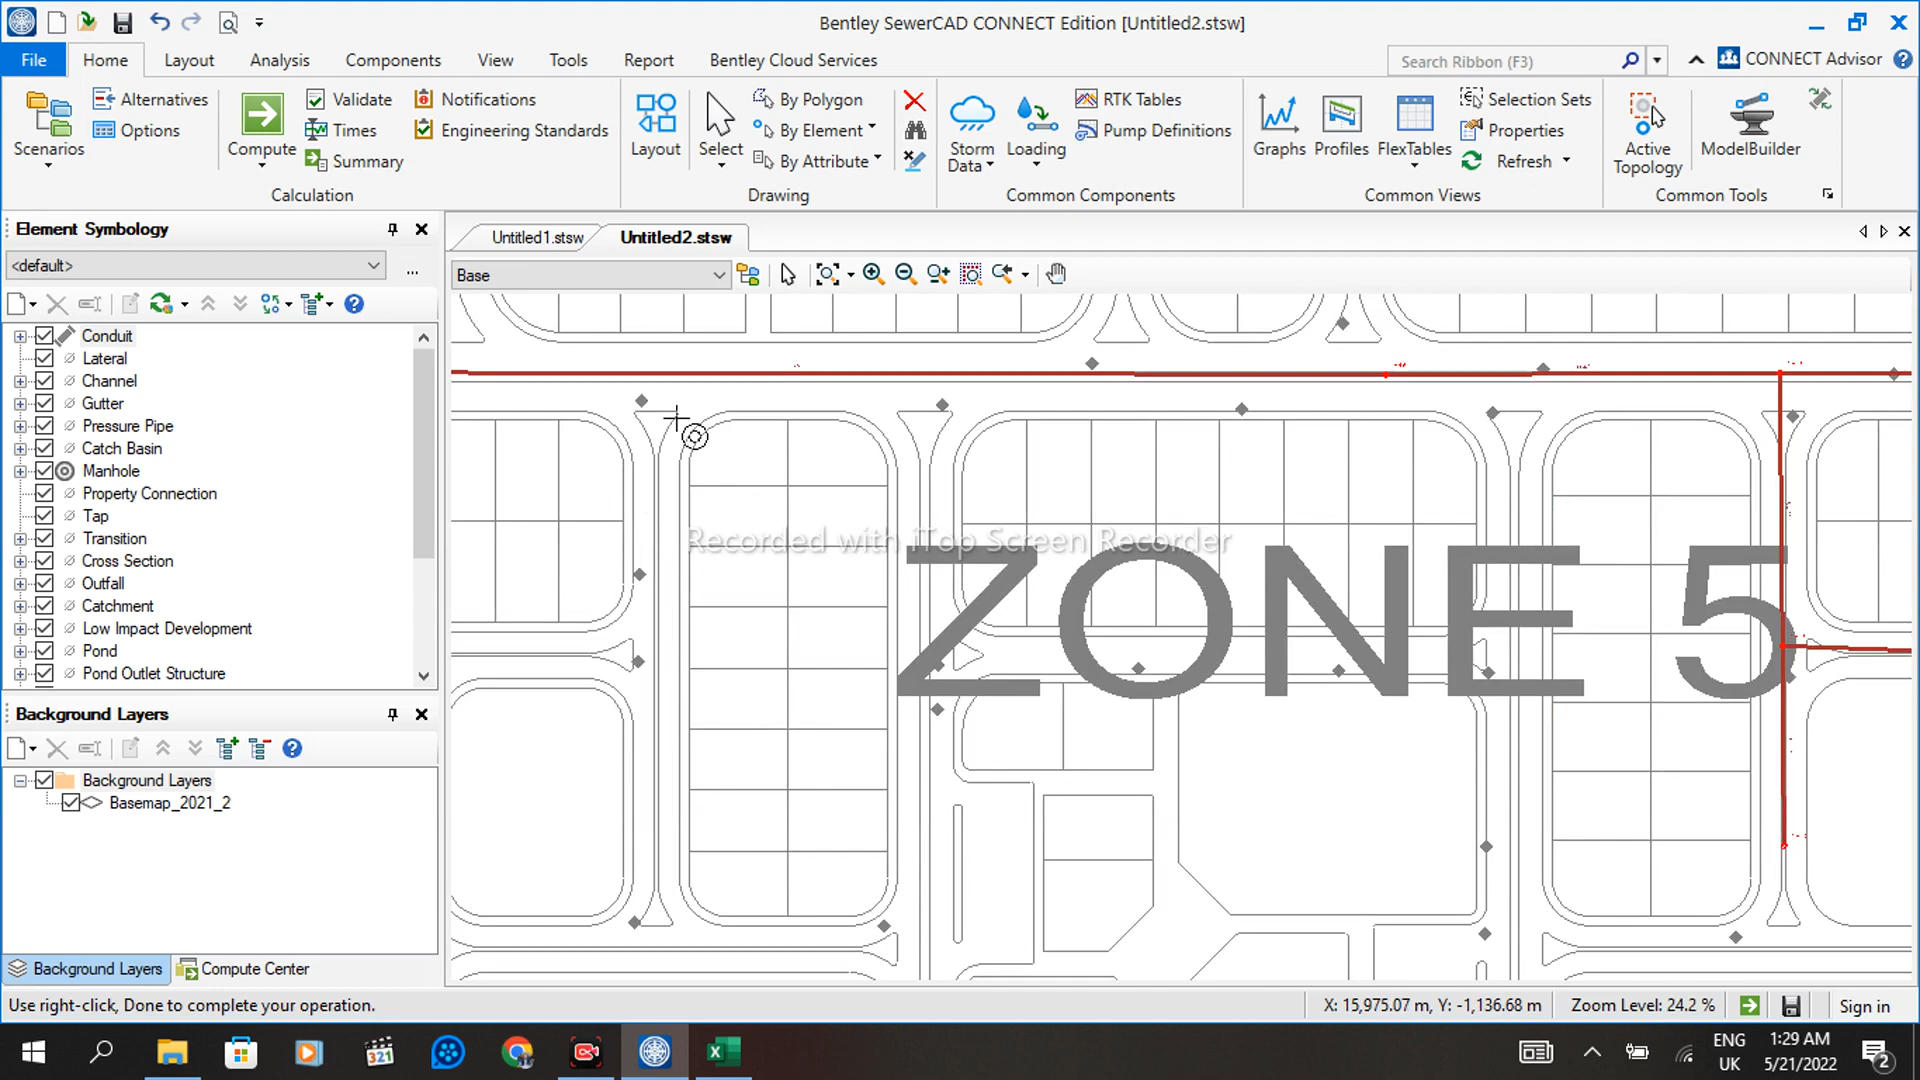 Bentley SewerCAD CONNECT Edition [Untitled2.stsw]
File Home Layout Analysis Components View Tools Report Bentley Cloud Services Search Ribbon (F3) CONNECT Advisor
Scenarios
Alternatives
Options
Compute
Validate
Times
Summary
Notifications
Engineering Standards
Calculation
Layout
Select
By Polygon
By Element
By Attribute
Drawing
Storm Data
Loading
RTK Tables
Pump Definitions
Common Components
Graphs
Profiles
FlexTables
Selection Sets
Properties
Refresh
Common Views
Active Topology
ModelBuilder
Common Tools
Element Symbology
<default>
...
Conduit
Lateral
Channel
Gutter
Pressure Pipe
Catch Basin
Manhole
Property Connection
Tap
Transition
Cross Section
Outfall
Catchment
Low Impact Development
Pond
Pond Outlet Structure
Background Layers
Background Layers
Basemap_2021_2
Background Layers Compute Center
Untitled1.stsw Untitled2.stsw
Base
Recorded with iTop Screen Recorder
ZONE 5
Use right-click, Done to complete your operation.
X: 15,975.07 m, Y: -1,136.68 m Zoom Level: 24.2 % Sign in
321
ENG
UK
1:29 AM
5/21/2022
2